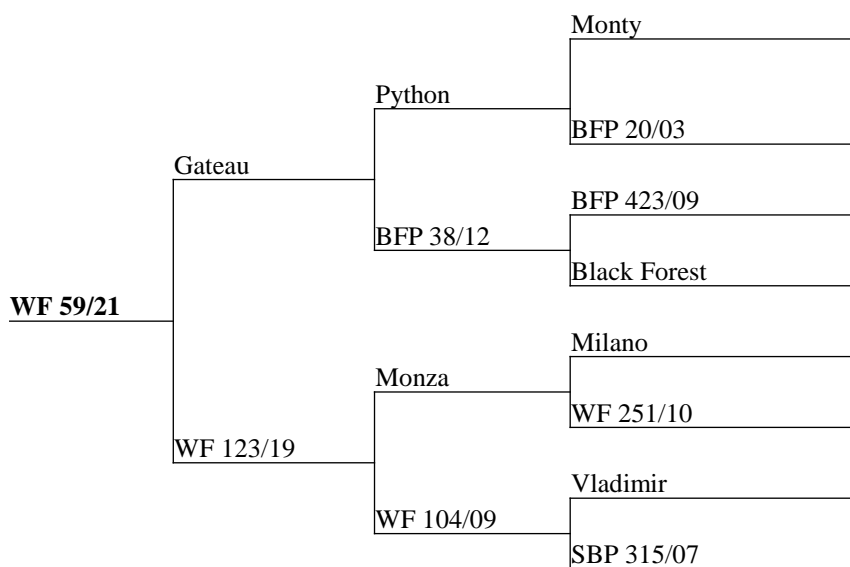 Monty
Python
BFP 20/03
Gateau
BFP 423/09
BFP 38/12
Black Forest
WF 59/21
Milano
Monza
WF 251/10
WF 123/19
Vladimir
WF 104/09
SBP 315/07